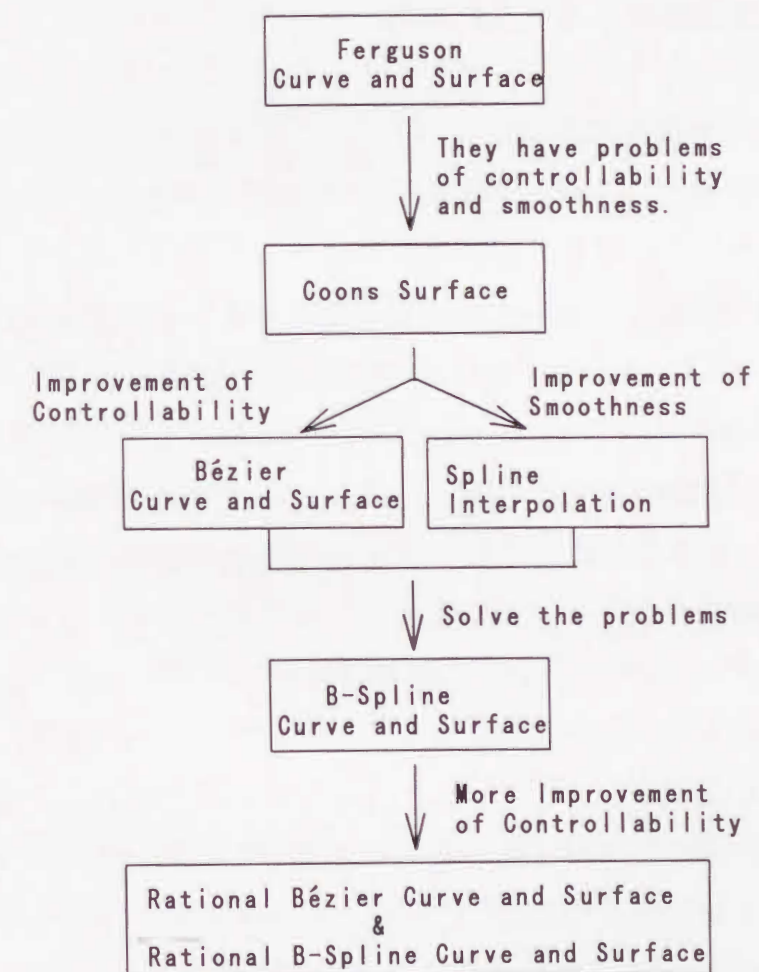 Ferguson
Curve and Surface
They have problems
of controllability
and smoothness.
Coons Surface
Improvement of
Controllability
Improvement of
Smoothness
Bézier
Curve and Surface
Spline
Interpolation
Solve the problems
B-Spline
Curve and Surface
More Improvement
of Controllability
Rational Bézier Curve and Surface
&
Rational B-Spline Curve and Surface